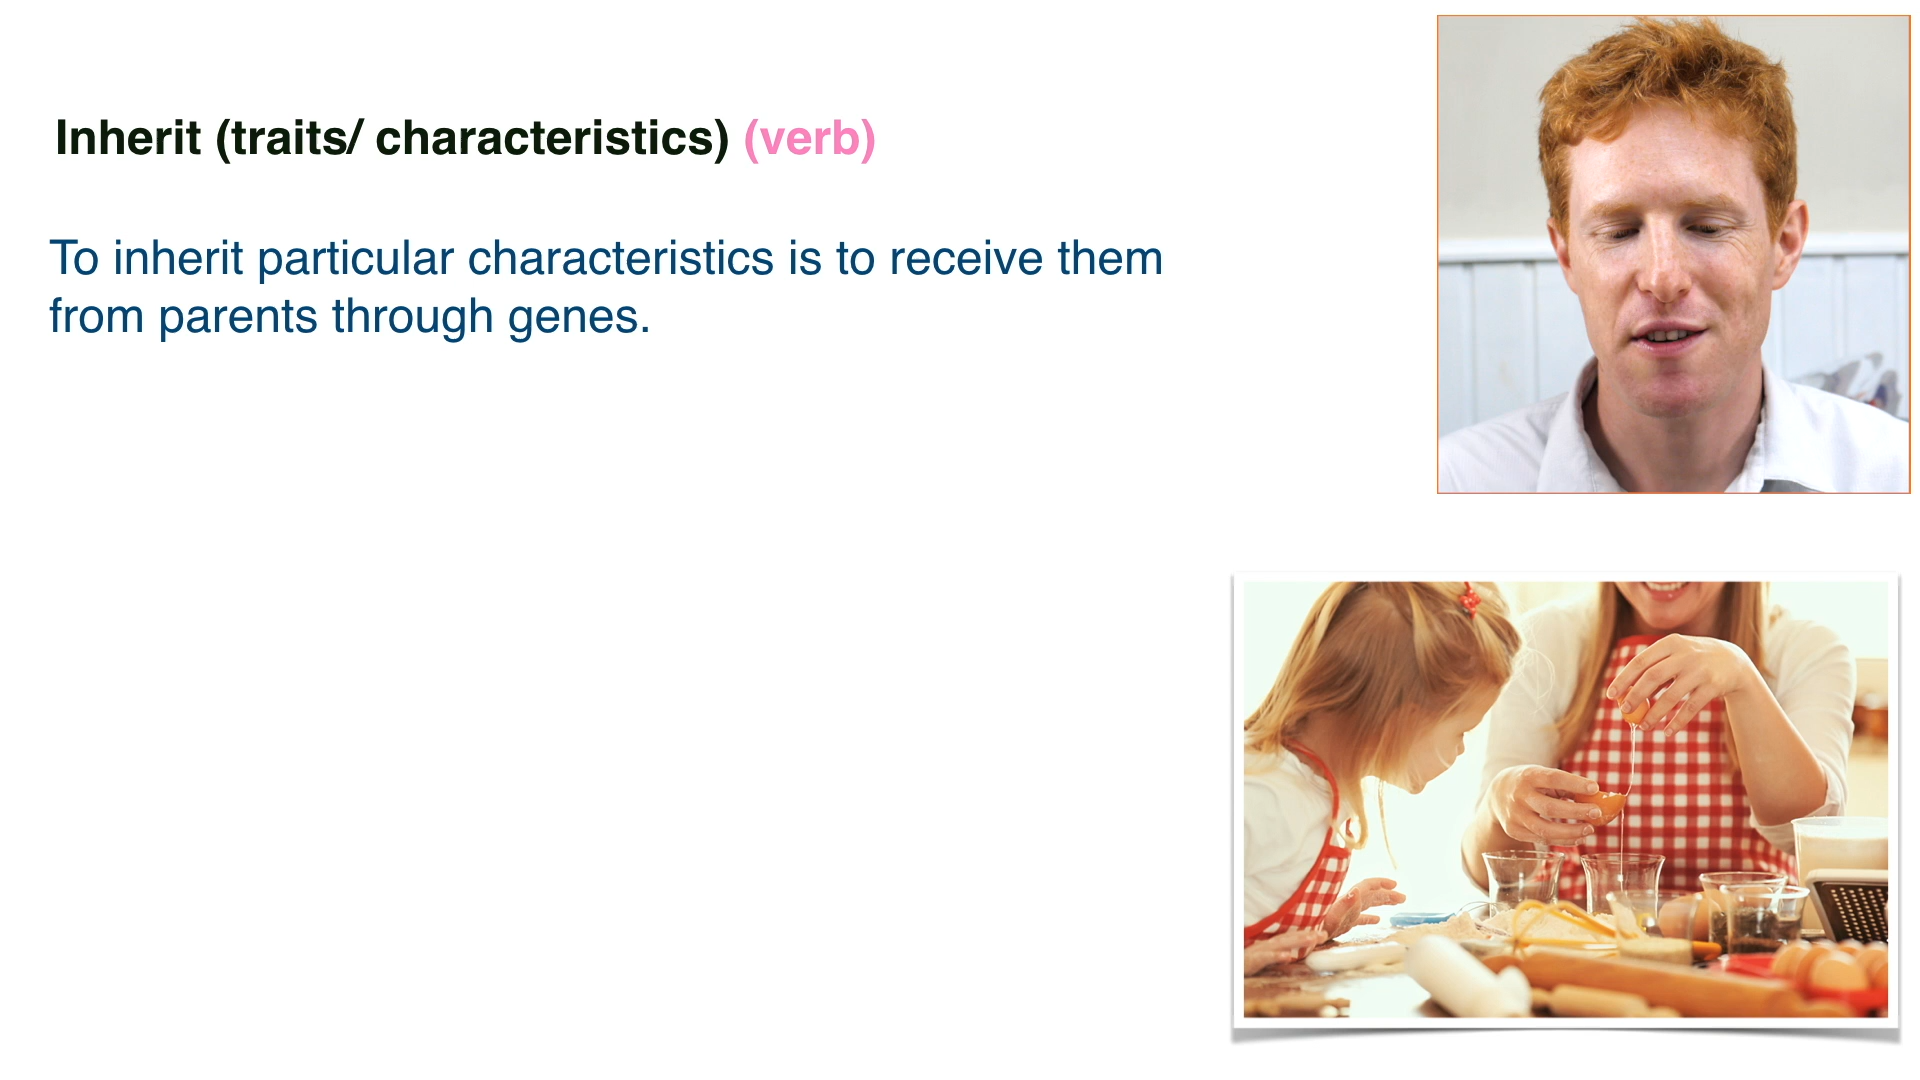 Inherit (traits/ characteristics) (verb)
To inherit particular characteristics is to receive them
from parents through genes.